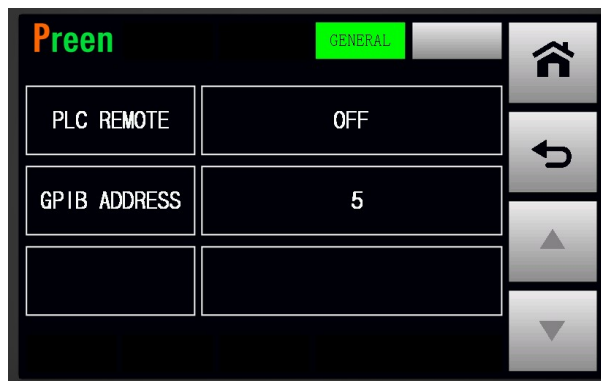 Preen
GENERAL
PLC REMOTE
OFF
GPIB ADDRESS
5